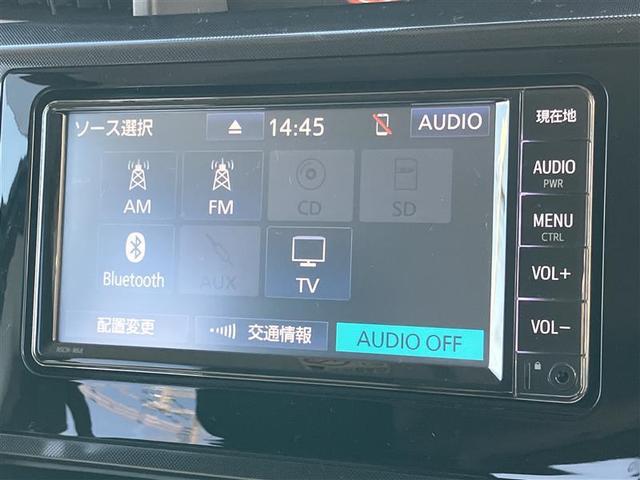 ソース選択 14:45 AUDIO
AM FM CD SD
Bluetooth AUX TV
配置変更 交通情報 AUDIO OFF
現在地
AUDIO
PWR
MENU
CTRL
VOL+
VOL-